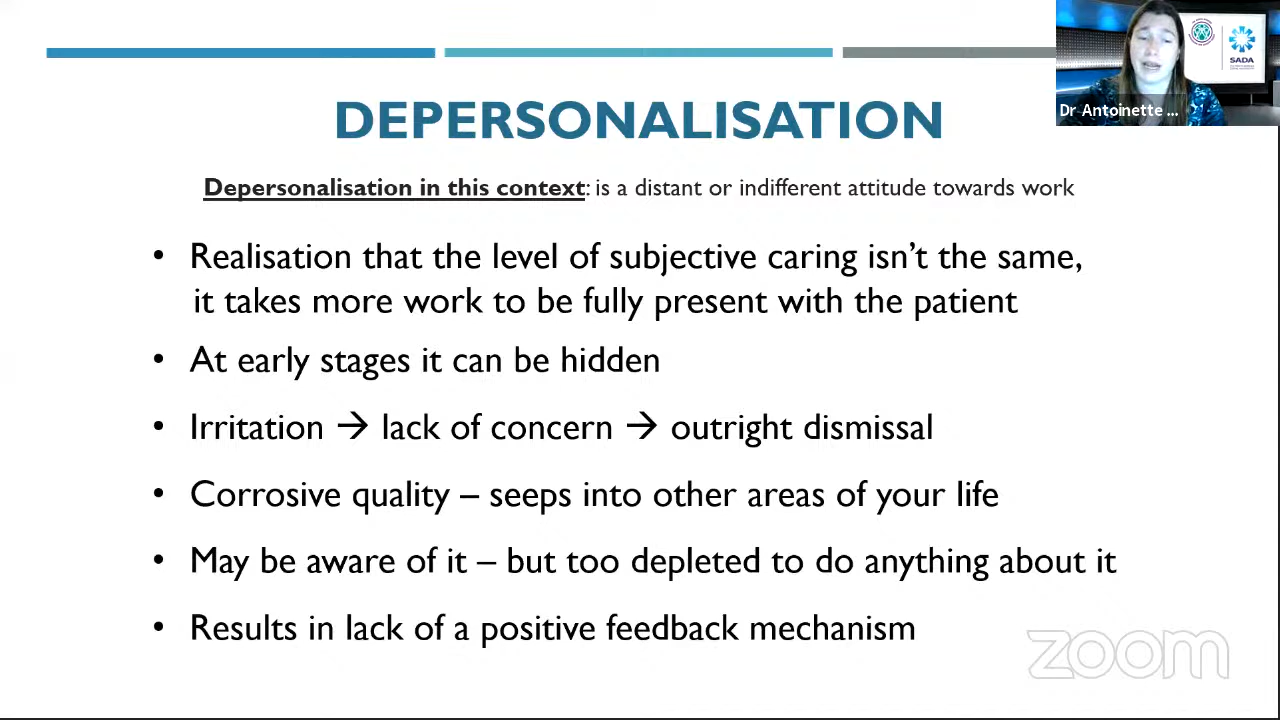 SADA
Dr Antoinette ...
DEPERSONALISATION
Depersonalisation in this context: is a distant or indifferent attitude towards work
• Realisation that the level of subjective caring isn't the same,
it takes more work to be fully present with the patient
• At early stages it can be hidden
• Irritation → lack of concern → outright dismissal
• Corrosive quality – seeps into other areas of your life
• May be aware of it – but too depleted to do anything about it
• Results in lack of a positive feedback mechanism
zoom